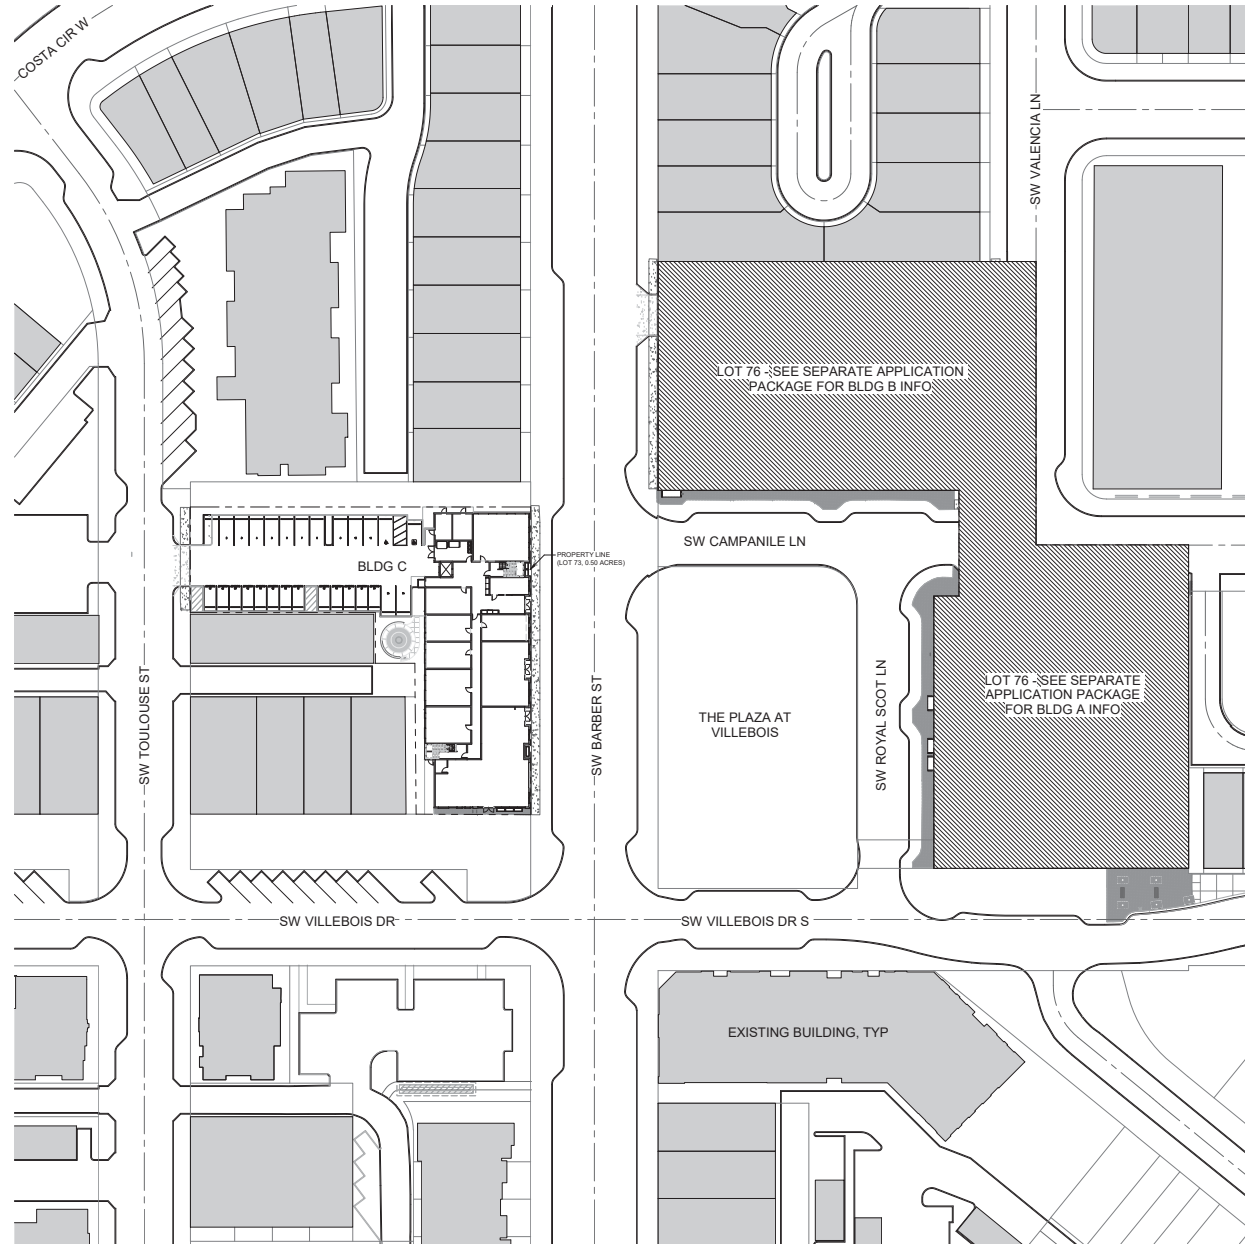 COSTA CIR W
SW VALENCIA LN
LOT 76 - SEE SEPARATE APPLICATION
PACKAGE FOR BLDG B INFO
SW CAMPANILE LN
PROPERTY LINE
(LOT 73, 0.50 ACRES)
BLDG C
SW TOULOUSE ST
SW BARBER ST
THE PLAZA AT
VILLEBOIS
SW ROYAL SCOT LN
LOT 76 - SEE SEPARATE
APPLICATION PACKAGE
FOR BLDG A INFO
SW VILLEBOIS DR
SW VILLEBOIS DR S
EXISTING BUILDING, TYP